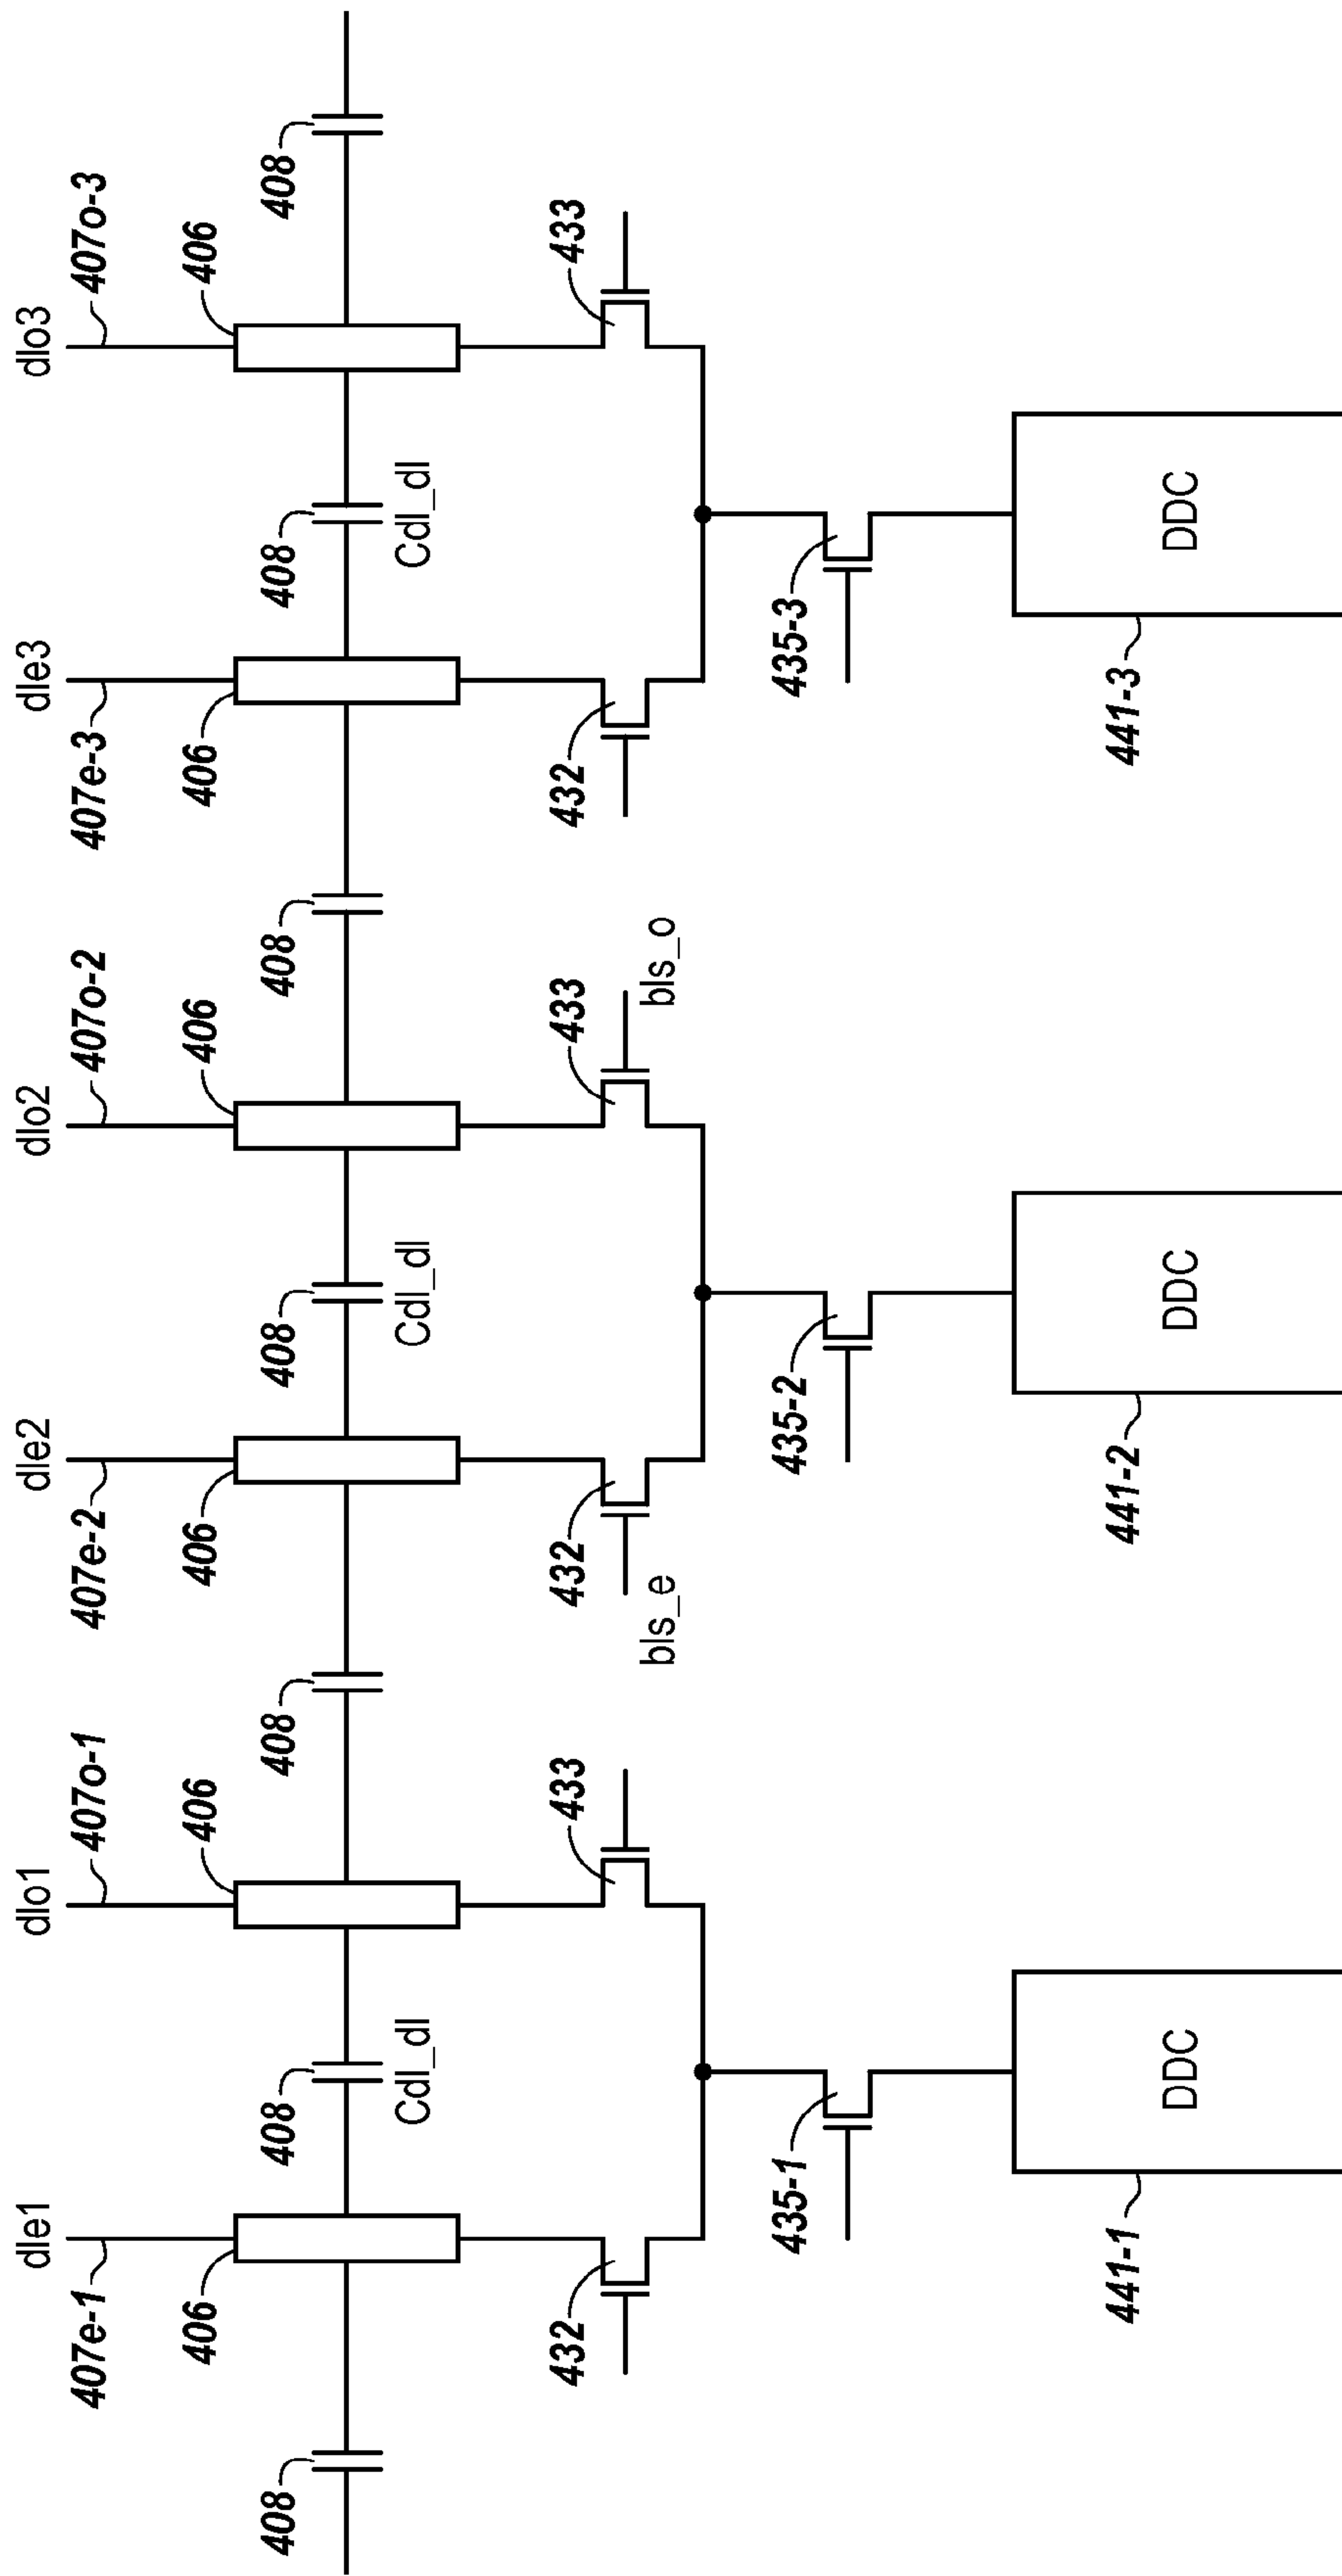 dle1 dlo1 dle2 dlo2 dle3 dlo3
407e-1 407o-1 407e-2 407o-2 407e-3 407o-3
406 406 406 406 406 406
408 408 408 408 408 408 408
Cdl_dl Cdl_dl Cdl_dl
432 433 432 433 432 433
bls_e bls_o
435-1 435-2 435-3
441-1 441-2 441-3
DDC DDC DDC